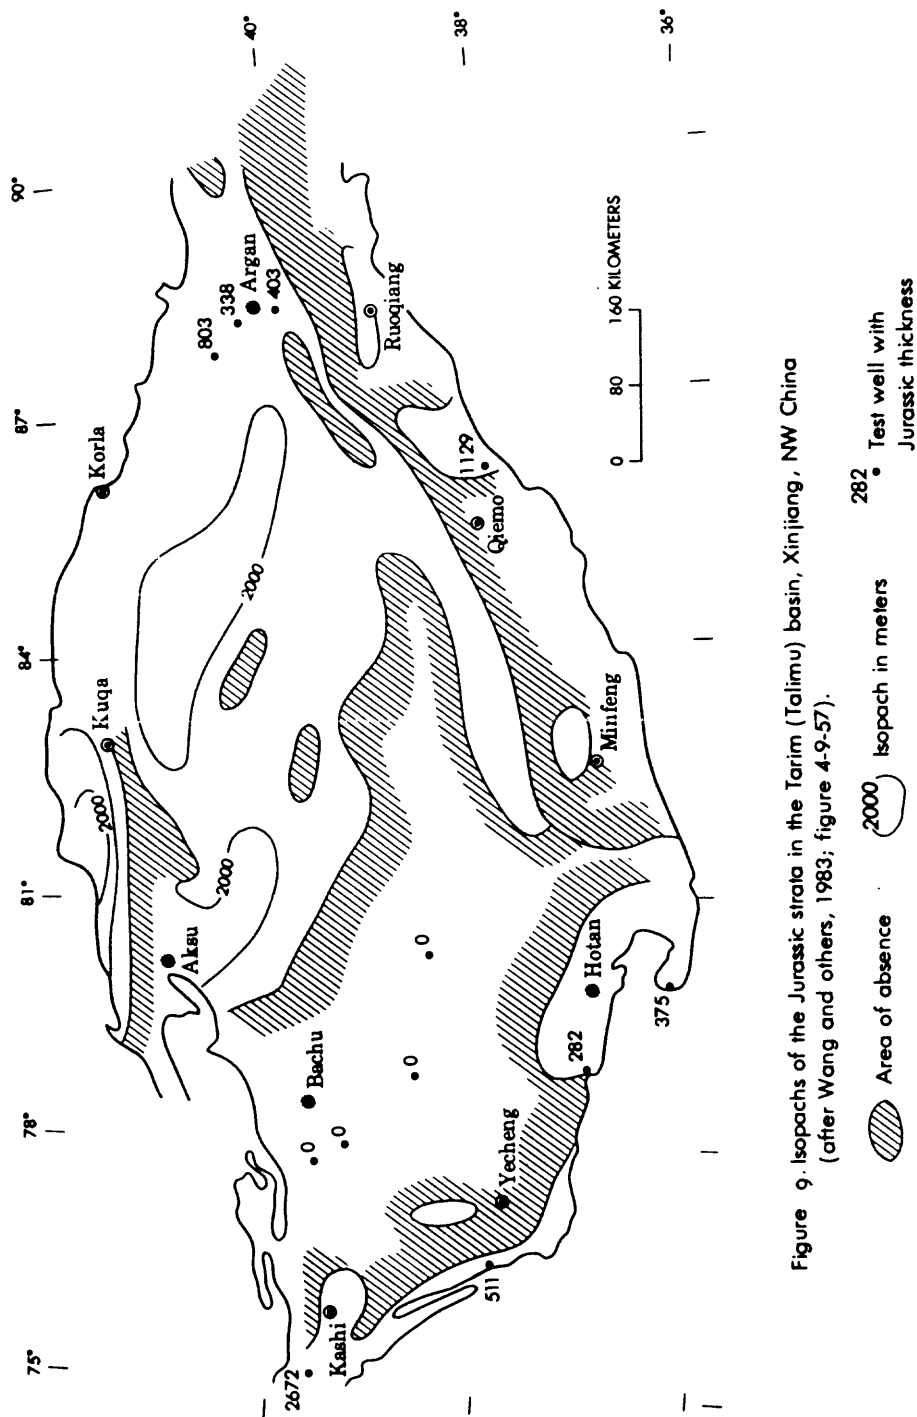 75°
78°
81°
84°
87°
90°
40°
38°
36°
Korla
Kuqa
2000
2000
2000
Aksu
803
338
Argan
403
Ruoqiang
1129
Qiemo
Minfeng
Bachu
0
0
0
0
Hotan
282
375
Yecheng
511
Kashi
2672
0 80 160 KILOMETERS
Figure 9. Isopachs of the Jurassic strata in the Tarim (Talimu) basin, Xinjiang, NW China
(after Wang and others, 1983; figure 4-9-57).
Area of absence
2000 Isopach in meters
282 Test well with
Jurassic thickness